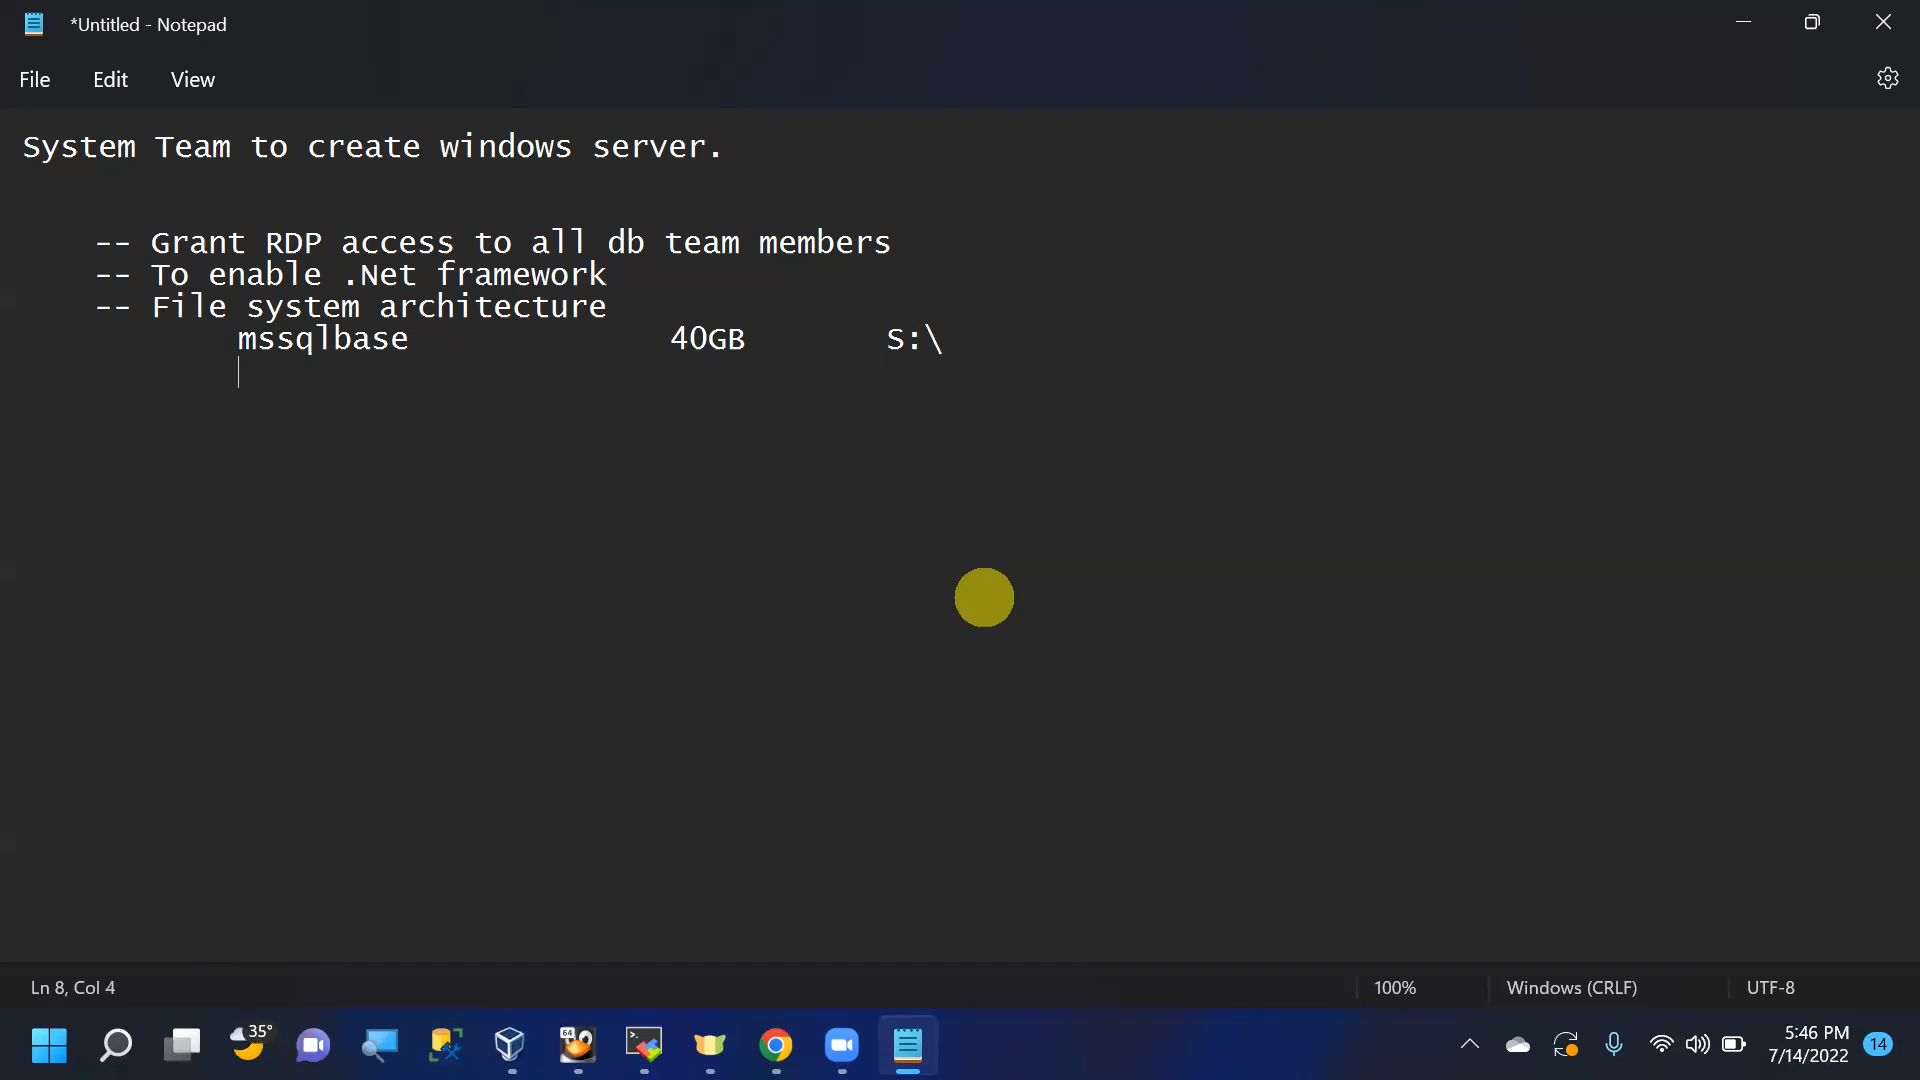 *Untitled - Notepad
File Edit View
System Team to create windows server.
-- Grant RDP access to all db team members
-- To enable .Net framework
-- File system architecture
mssqlbase 40GB S:\
Ln 8, Col 4 100% Windows (CRLF) UTF-8
35° 64 5:46 PM
7/14/2022 14